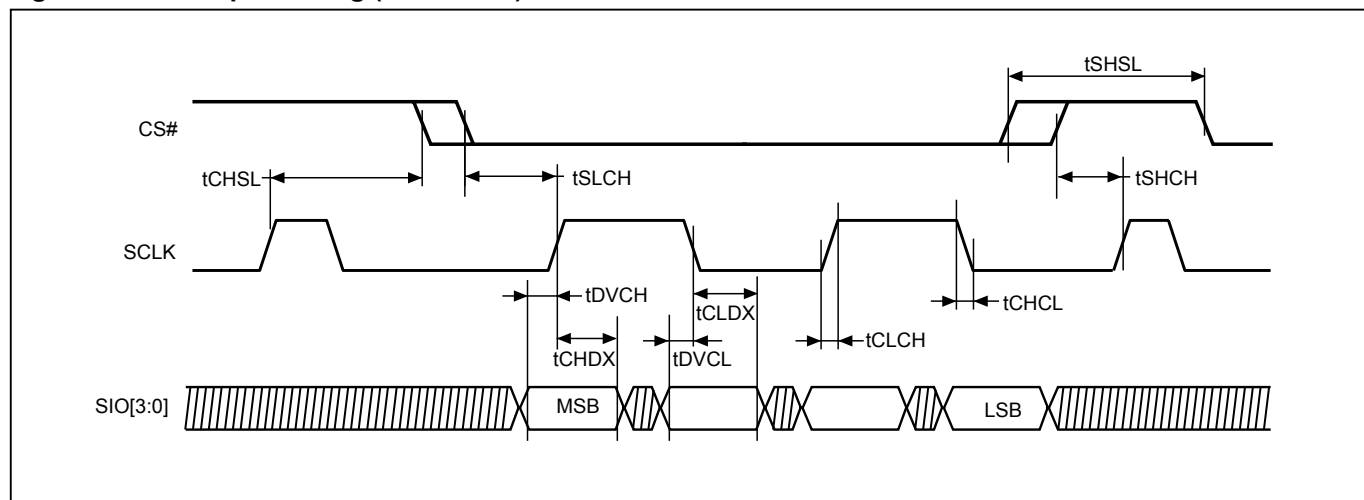 tSHSL
CS#
tCHSL
tSLCH
tSHCH
SCLK
tDVCH
tCLDX
tCHCL
tCHDX
tDVCL
tCLCH
SIO[3:0]
MSB
LSB